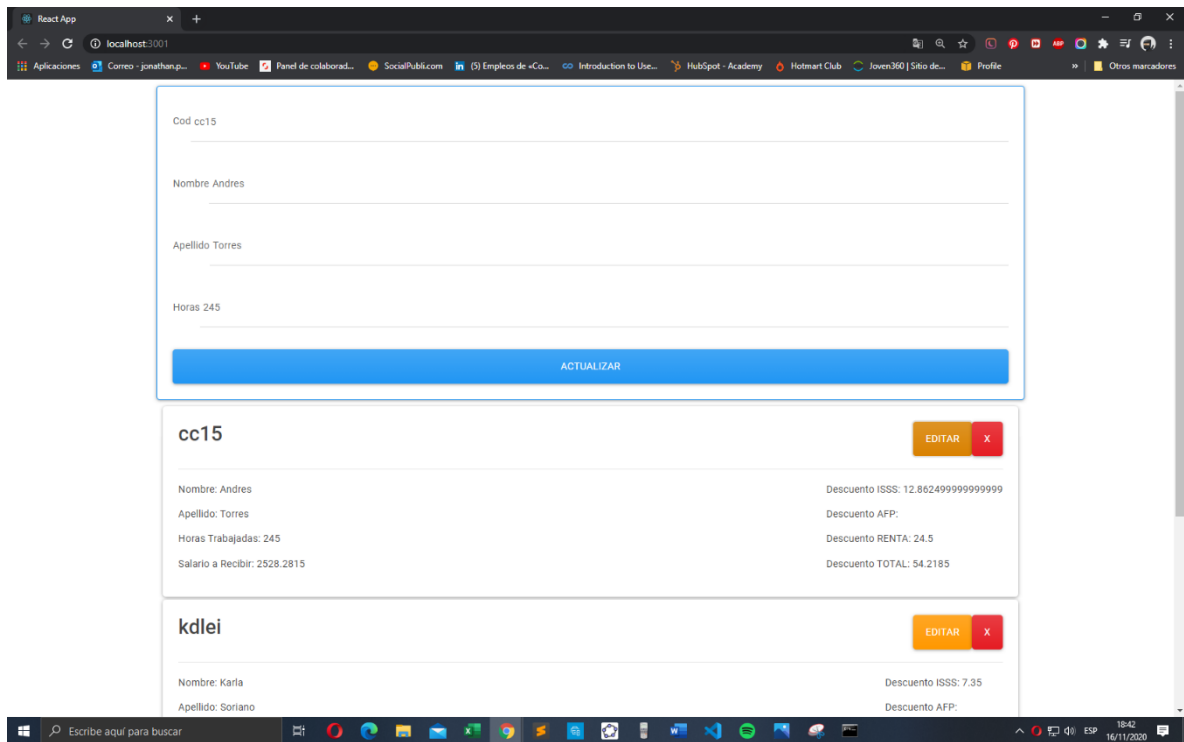 React App
localhost:3001
Aplicaciones
Correo - jonathan.p...
YouTube
Panel de colaborad...
SocialPubli.com
(5) Empleos de «Co...
Introduction to Use...
HubSpot - Academy
Hotmart Club
Joven360 | Sitio de...
Profile
»
Otros marcadores
Cod cc15
Nombre Andres
Apellido Torres
Horas 245
ACTUALIZAR
cc15
EDITAR X
Nombre: Andres
Descuento ISSS: 12.862499999999999
Apellido: Torres
Descuento AFP:
Horas Trabajadas: 245
Descuento RENTA: 24.5
Salario a Recibir: 2528.2815
Descuento TOTAL: 54.2185
kdlei
EDITAR X
Nombre: Karla
Descuento ISSS: 7.35
Apellido: Soriano
Descuento AFP:
Escribe aquí para buscar
ESP
18:42
16/11/2020